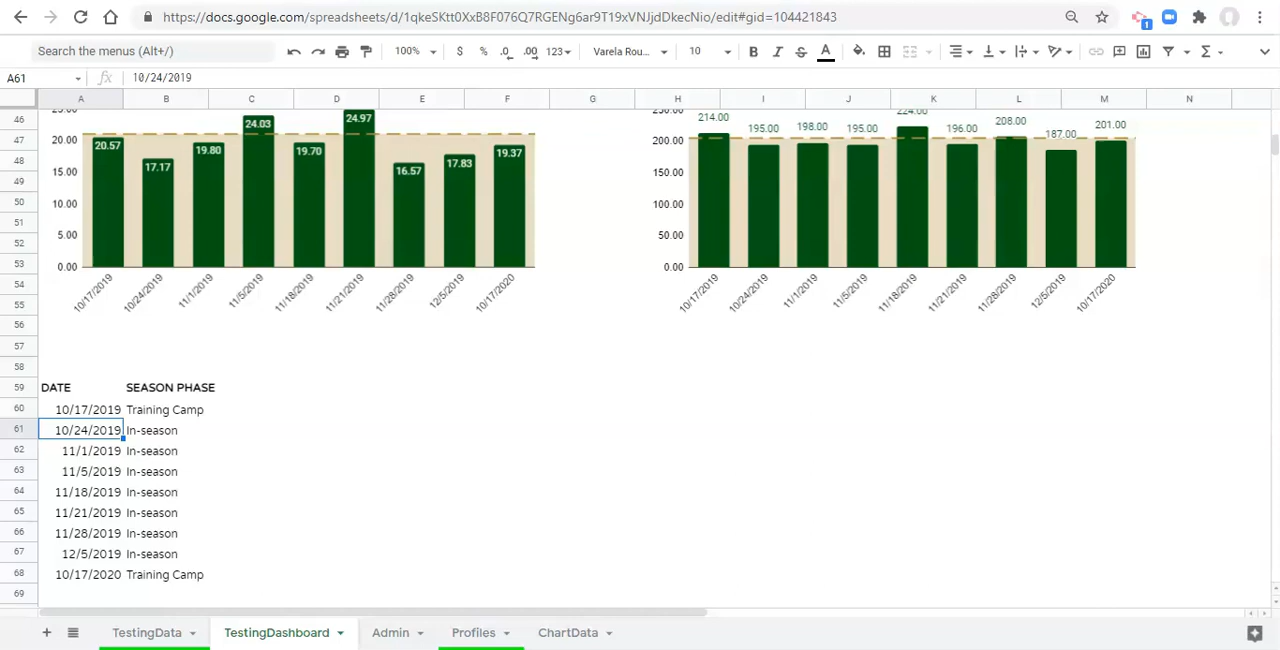 https://docs.google.com/spreadsheets/d/1qkeSKtt0XxB8F076Q7RGENg6ar9T19xVNJjdDkecNio/edit#gid=104421843
1
Search the menus (Alt+/) 100% $ % .0 .00 123 Varela Rou... 10 B I S A Σ
A61 fx 10/24/2019
A B C D E F G H I J K L M N
46 25.00 24.03 24.97 250.00 214.00 195.00 198.00 195.00 224.00 196.00 208.00 187.00 201.00
47 20.00 20.57 19.80 19.70 19.37 200.00
48 17.17 16.57 17.83
49 15.00 150.00
50 10.00 100.00
51
52 5.00 50.00
53 0.00 0.00
54 10/17/2019 10/24/2019 11/1/2019 11/5/2019 11/18/2019 11/21/2019 11/28/2019 12/5/2019 10/17/2020 10/17/2019 10/24/2019 11/1/2019 11/5/2019 11/18/2019 11/21/2019 11/28/2019 12/5/2019 10/17/2020
55
56
57
58
59 DATE SEASON PHASE
60 10/17/2019 Training Camp
61 10/24/2019 In-season
62 11/1/2019 In-season
63 11/5/2019 In-season
64 11/18/2019 In-season
65 11/21/2019 In-season
66 11/28/2019 In-season
67 12/5/2019 In-season
68 10/17/2020 Training Camp
69
TestingData TestingDashboard Admin Profiles ChartData